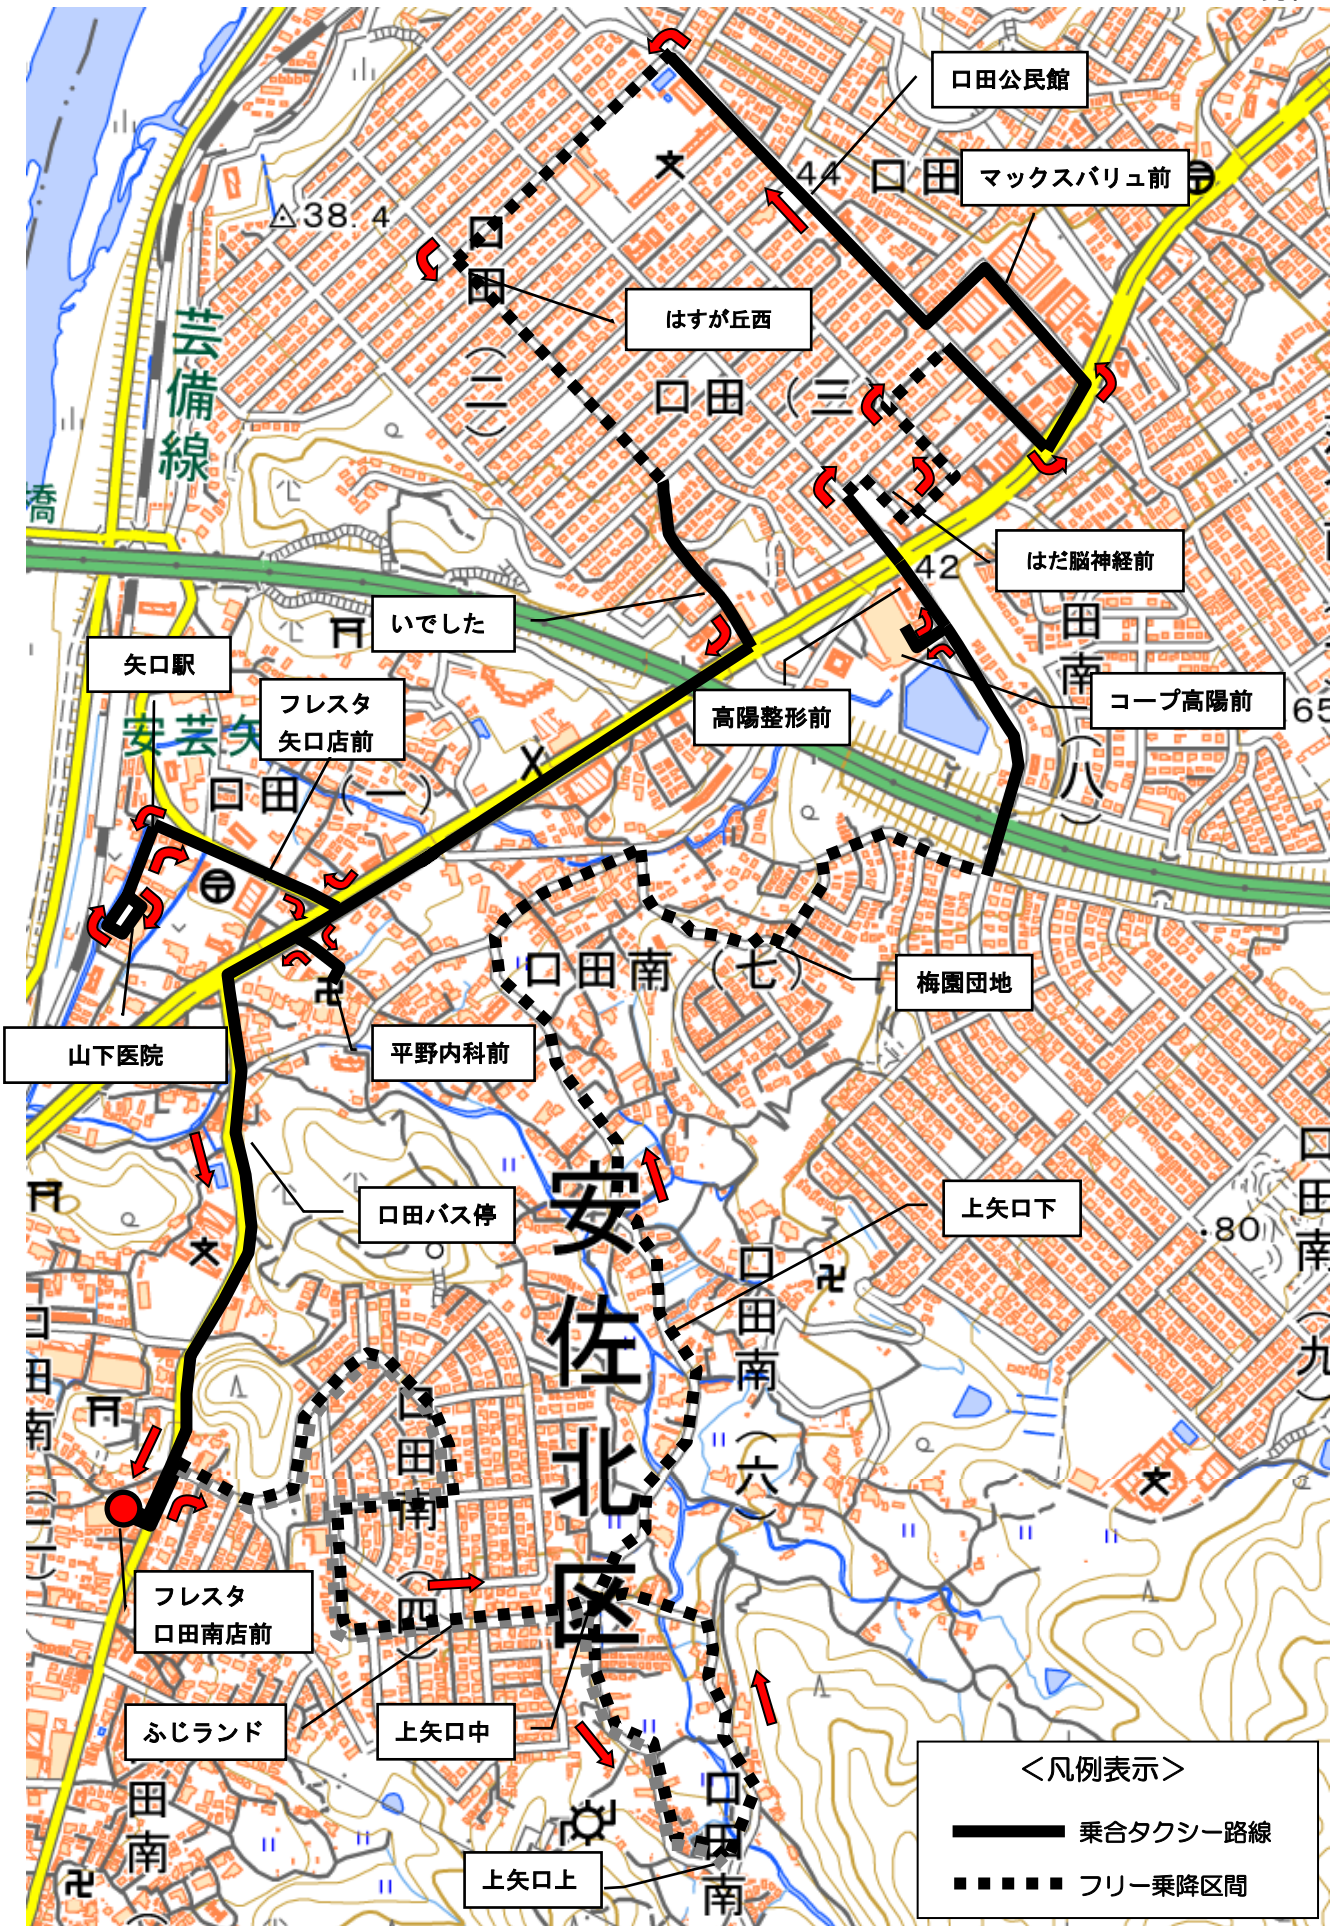 口田公民館
44
口田
マックスバリュ前
38.4
口田(二)
はすが丘西
芸備線
口田(三
橋
42
はだ脳神経前
いでした
矢口駅
田南(八)
フレスタ
矢口店前
高陽整形前
コープ高陽前
65
安芸矢
口田(一)
口田南(七)
梅園団地
山下医院
平野内科前
口田バス停
上矢口下
安佐北区
口田南(六)
80
口田南(九)
口田南(二)
口田南(四)
フレスタ
口田南店前
ふじランド
上矢口中
田南(
口田南
上矢口上
<凡例表示>
乗合タクシー路線
フリー乗降区間